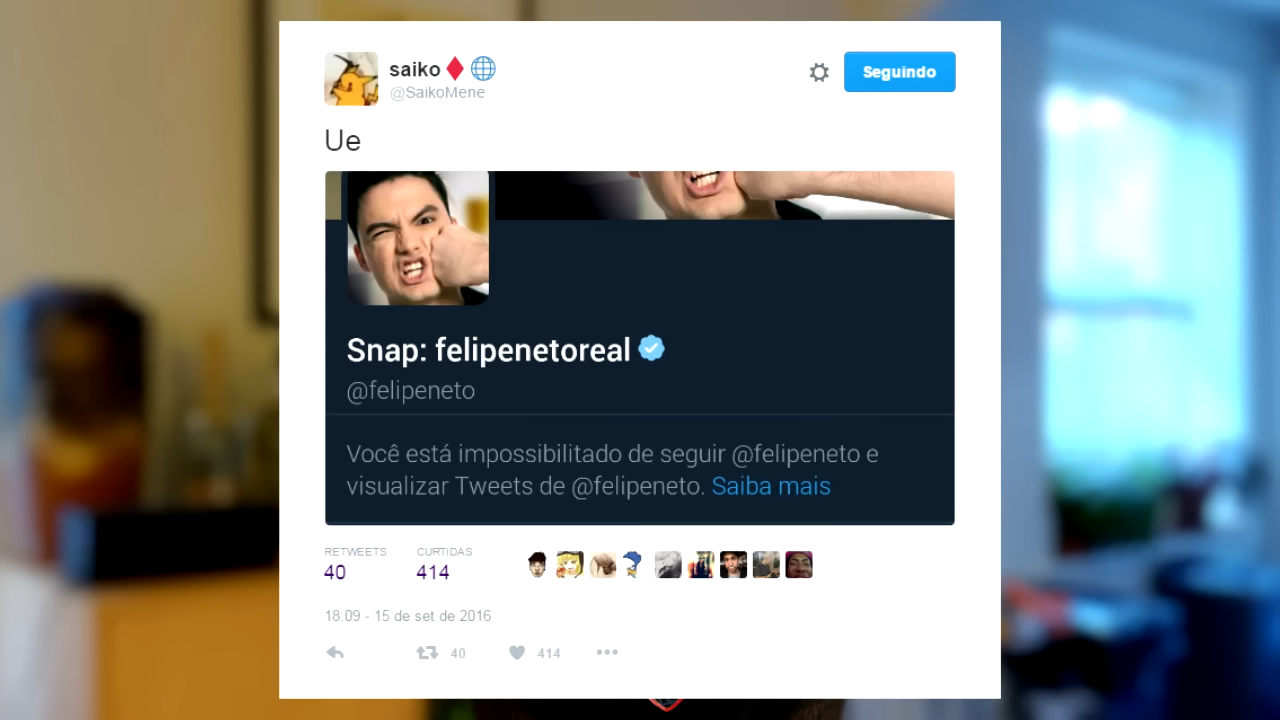 saiko
@SaikoMene
Seguindo
Ue
Snap: felipenetoreal
@felipeneto
Você está impossibilitado de seguir @felipeneto e
visualizar Tweets de @felipeneto. Saiba mais
RETWEETS CURTIDAS
40 414
18:09 - 15 de set de 2016
40 414